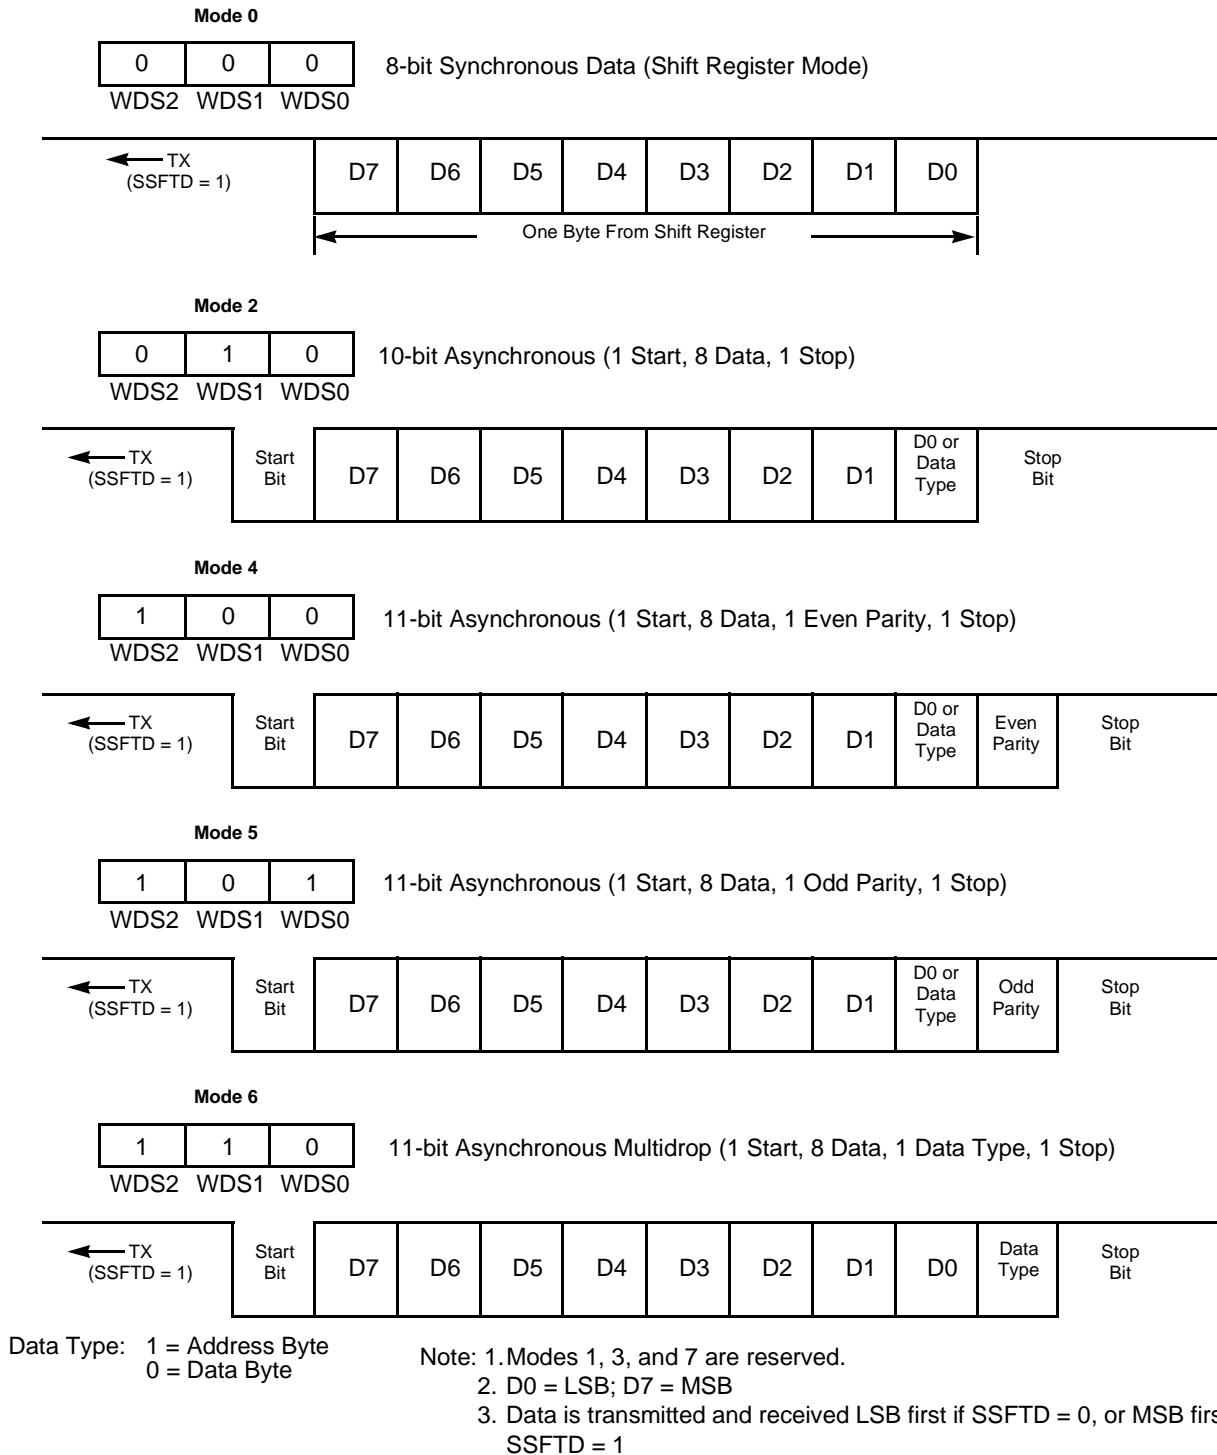 Mode 0
0 0 0 8-bit Synchronous Data (Shift Register Mode)
WDS2 WDS1 WDS0
TX
(SSFTD = 1)
D7 D6 D5 D4 D3 D2 D1 D0
One Byte From Shift Register
Mode 2
0 1 0 10-bit Asynchronous (1 Start, 8 Data, 1 Stop)
WDS2 WDS1 WDS0
TX
(SSFTD = 1)
Start
Bit
D7 D6 D5 D4 D3 D2 D1
D0 or
Data
Type
Stop
Bit
Mode 4
1 0 0 11-bit Asynchronous (1 Start, 8 Data, 1 Even Parity, 1 Stop)
WDS2 WDS1 WDS0
TX
(SSFTD = 1)
Start
Bit
D7 D6 D5 D4 D3 D2 D1
D0 or
Data
Type
Even
Parity
Stop
Bit
Mode 5
1 0 1 11-bit Asynchronous (1 Start, 8 Data, 1 Odd Parity, 1 Stop)
WDS2 WDS1 WDS0
TX
(SSFTD = 1)
Start
Bit
D7 D6 D5 D4 D3 D2 D1
D0 or
Data
Type
Odd
Parity
Stop
Bit
Mode 6
1 1 0 11-bit Asynchronous Multidrop (1 Start, 8 Data, 1 Data Type, 1 Stop)
WDS2 WDS1 WDS0
TX
(SSFTD = 1)
Start
Bit
D7 D6 D5 D4 D3 D2 D1 D0
Data
Type
Stop
Bit
Data Type: 1 = Address Byte
0 = Data Byte
Note: 1.Modes 1, 3, and 7 are reserved.
2. D0 = LSB; D7 = MSB
3. Data is transmitted and received LSB first if SSFTD = 0, or MSB
SSFTD = 1